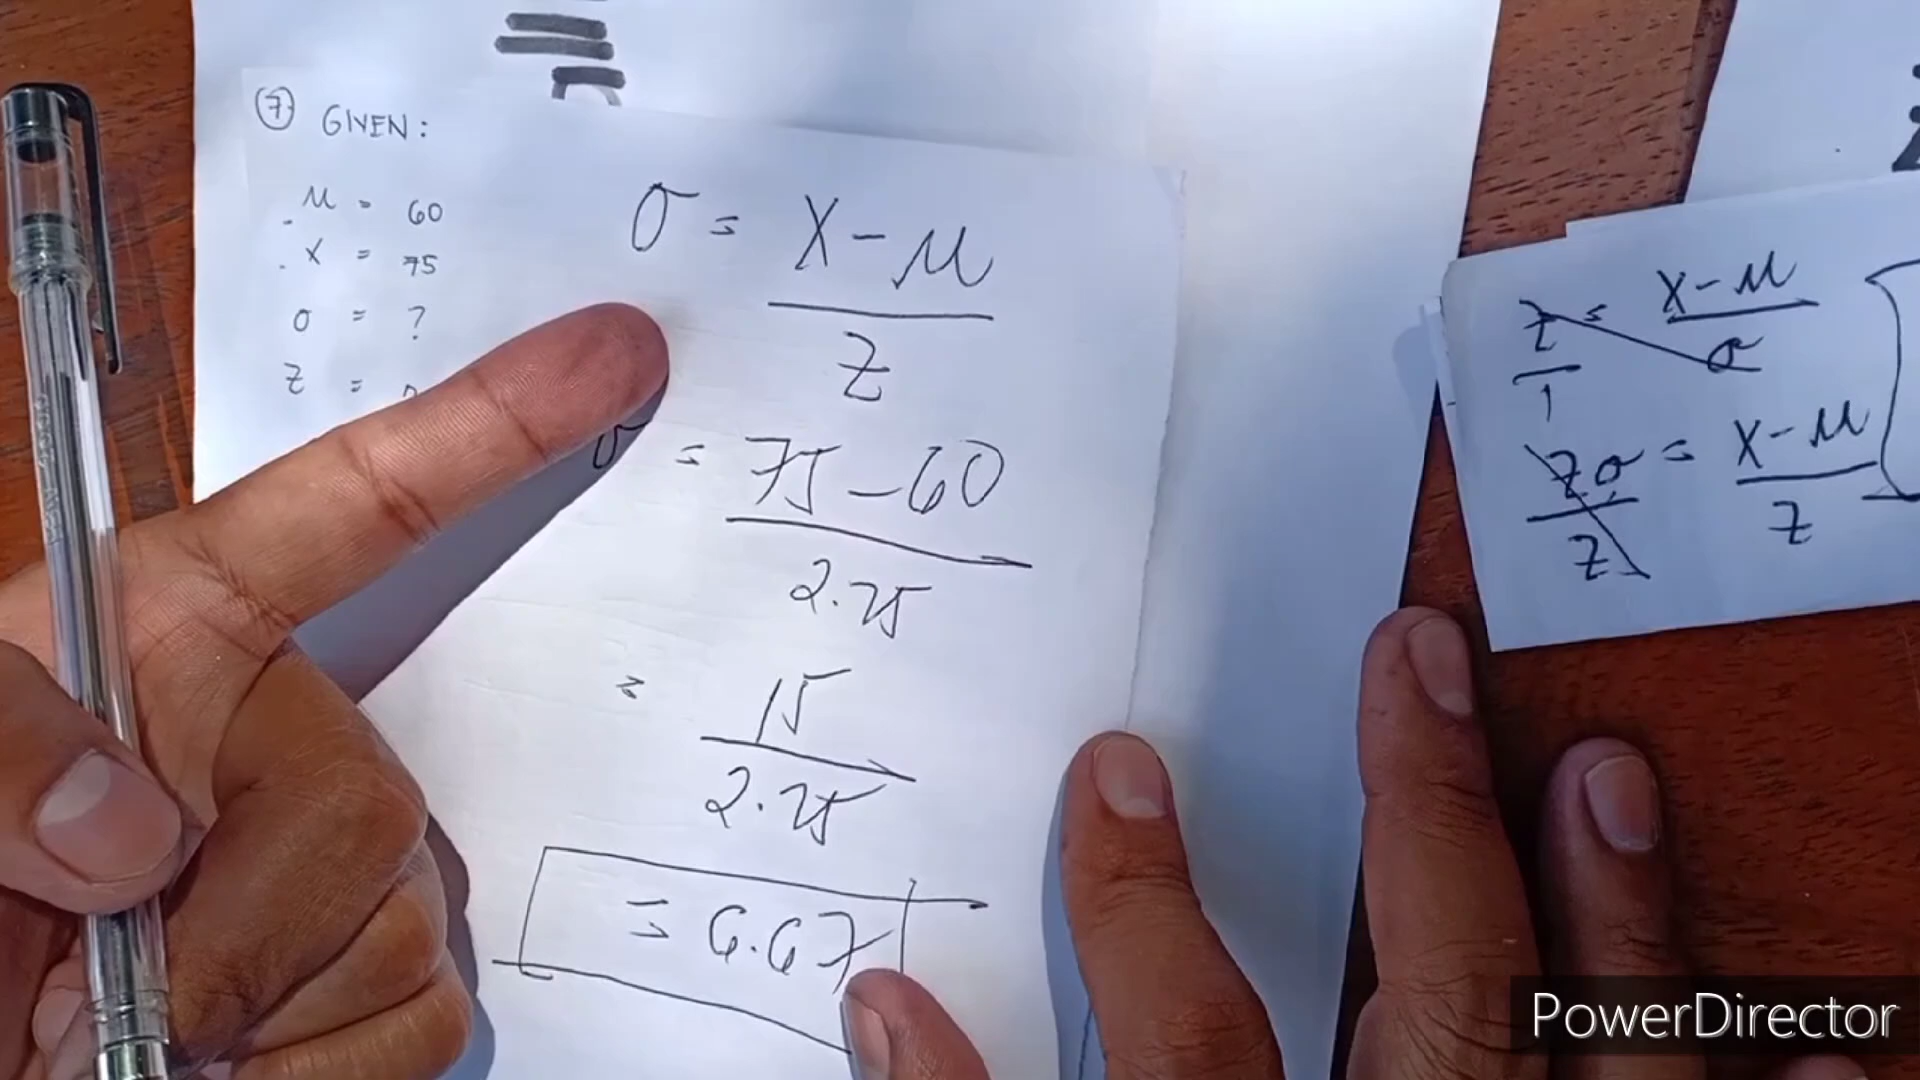 ⑦ GIVEN:
μ = 60
X = 75
σ = ?
Z =
σ = X-μ
Z
σ = 75-60
2.25
= 15
2.25
= 6.67
Z = X-μ
1 σ
Zσ = X-μ
Z Z
PowerDirector